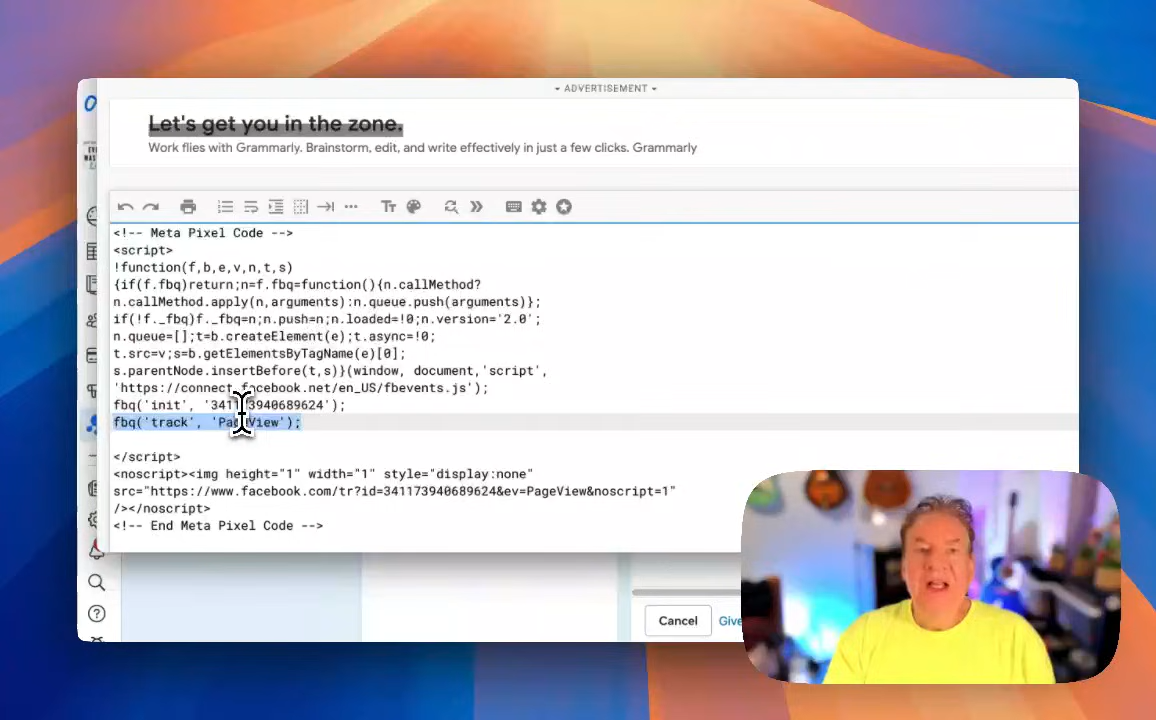 ADVERTISEMENT
Let's get you in the zone.
Work flies with Grammarly. Brainstorm, edit, and write effectively in just a few clicks. Grammarly
<!-- Meta Pixel Code -->
<script>
!function(f,b,e,v,n,t,s)
{if(f.fbq)return;n=f.fbq=function(){n.callMethod?
n.callMethod.apply(n,arguments):n.queue.push(arguments)};
if(!f._fbq)f._fbq=n;n.push=n;n.loaded=!0;n.version='2.0';
n.queue=[];t=b.createElement(e);t.async=!0;
t.src=v;s=b.getElementsByTagName(e)[0];
s.parentNode.insertBefore(t,s)}(window, document,'script',
'https://connect.facebook.net/en_US/fbevents.js');
fbq('init', '341173940689624');
fbq('track', 'PageView');
</script>
<noscript><img height="1" width="1" style="display:none"
src="https://www.facebook.com/tr?id=341173940689624&ev=PageView&noscript=1"
/></noscript>
<!-- End Meta Pixel Code -->
Cancel